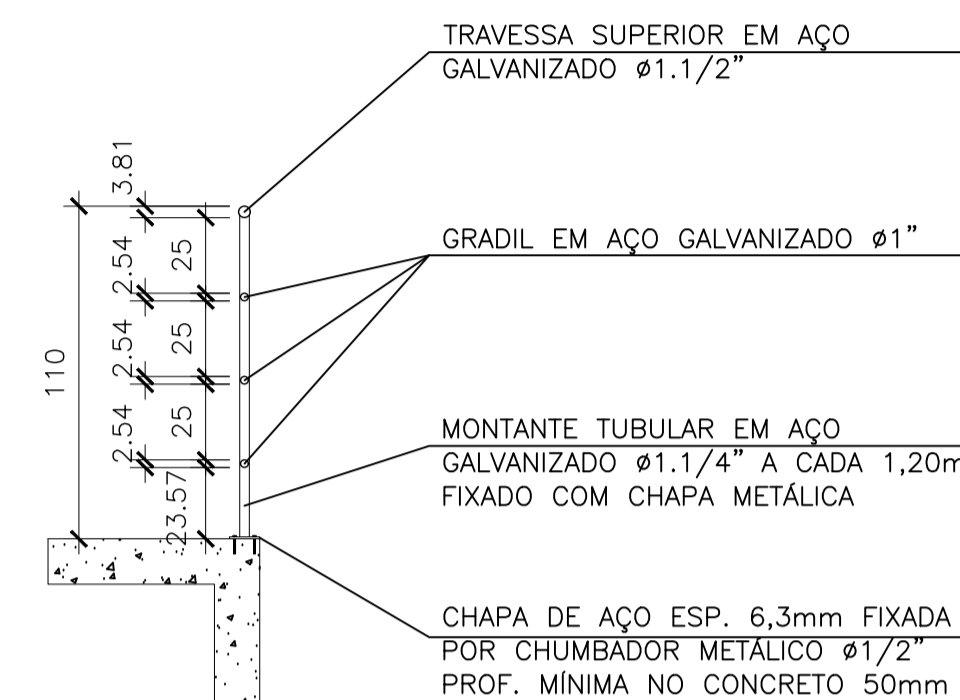 TRAVESSA SUPERIOR EM AÇO
GALVANIZADO ø1.1/2”
3.81
2.54
25
GRADIL EM AÇO GALVANIZADO ø1”
2.54
25
110
2.54
25
MONTANTE TUBULAR EM AÇO
GALVANIZADO ø1.1/4” A CADA 1,20m
FIXADO COM CHAPA METÁLICA
23.57
CHAPA DE AÇO ESP. 6,3mm FIXADA
POR CHUMBADOR METÁLICO ø1/2”
PROF. MÍNIMA NO CONCRETO 50mm